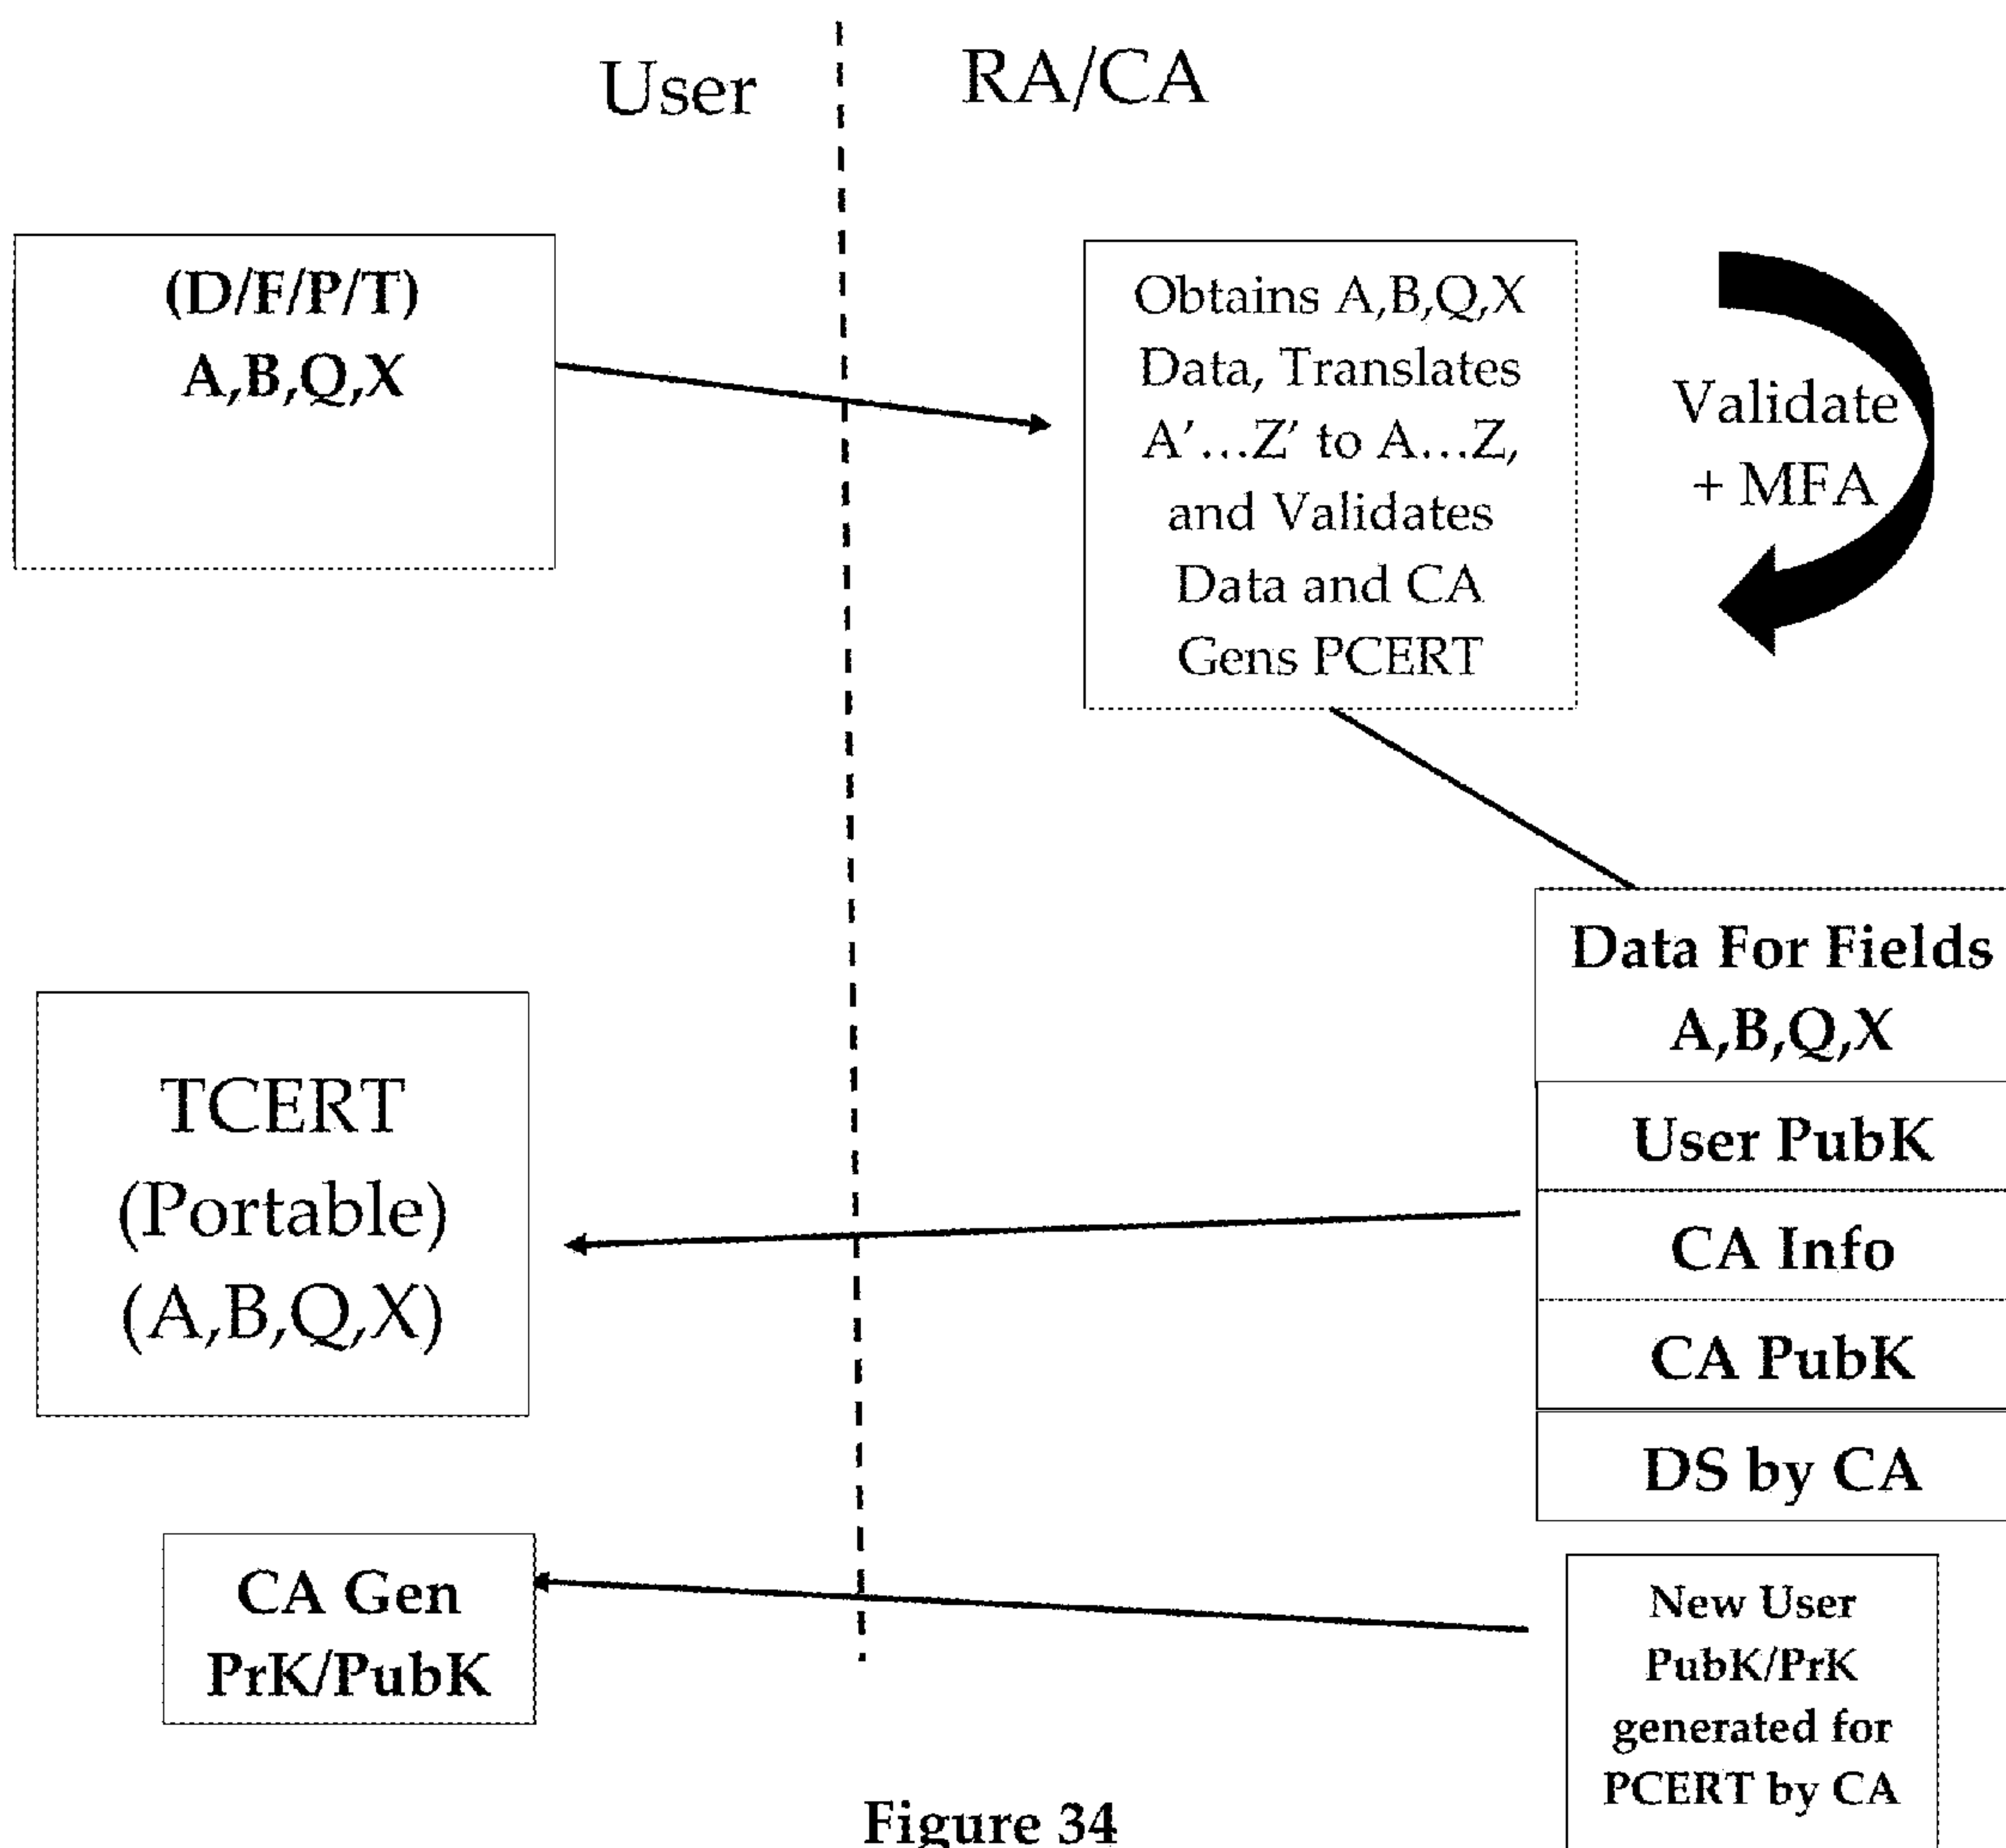 User
RA/CA
(D/F/P/T)
A,B,Q,X
Obtains A,B,Q,X
Data, Translates
A’...Z’ to A...Z,
and Validates
Data and CA
Gens PCERT
Validate
+ MFA
Data For Fields
A,B,Q,X
User PubK
CA Info
CA PubK
DS by CA
TCERT
(Portable)
(A,B,Q,X)
CA Gen
PrK/PubK
New User
PubK/PrK
generated for
PCERT by CA
Figure 34